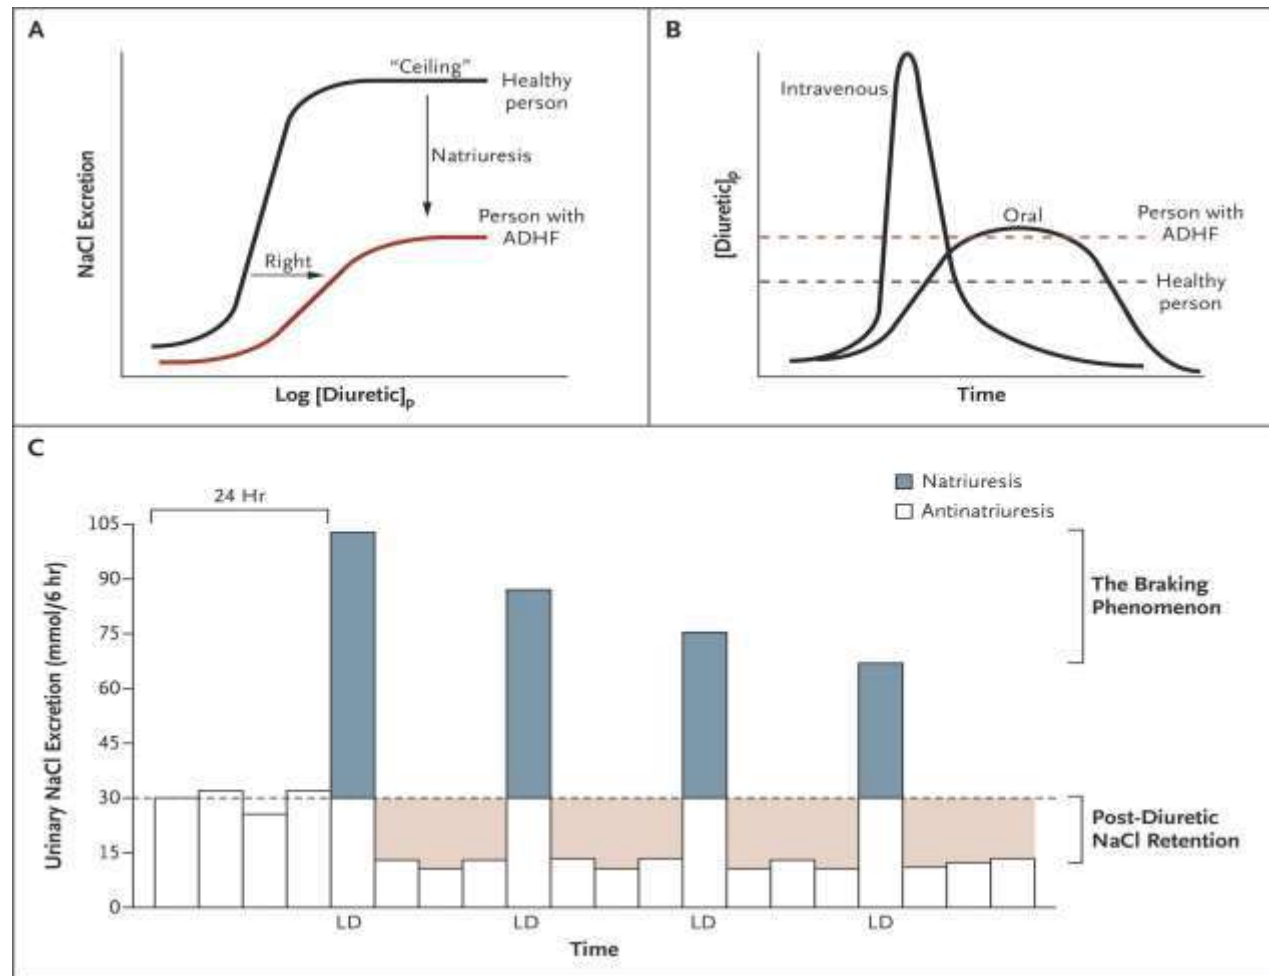 A
"Ceiling"
Healthy
person
Natriuresis
Person with
ADHF
Right
NaCl Excretion
Log [Diuretic]p
B
Intravenous
Oral
Person with
ADHF
Healthy
person
[Diuretic]p
Time
C
24 Hr
Natriuresis
Antinatriuresis
105
90
75
60
45
30
15
0
Urinary NaCl Excretion (mmol/6 hr)
The Braking
Phenomenon
Post-Diuretic
NaCl Retention
LD LD LD LD
Time